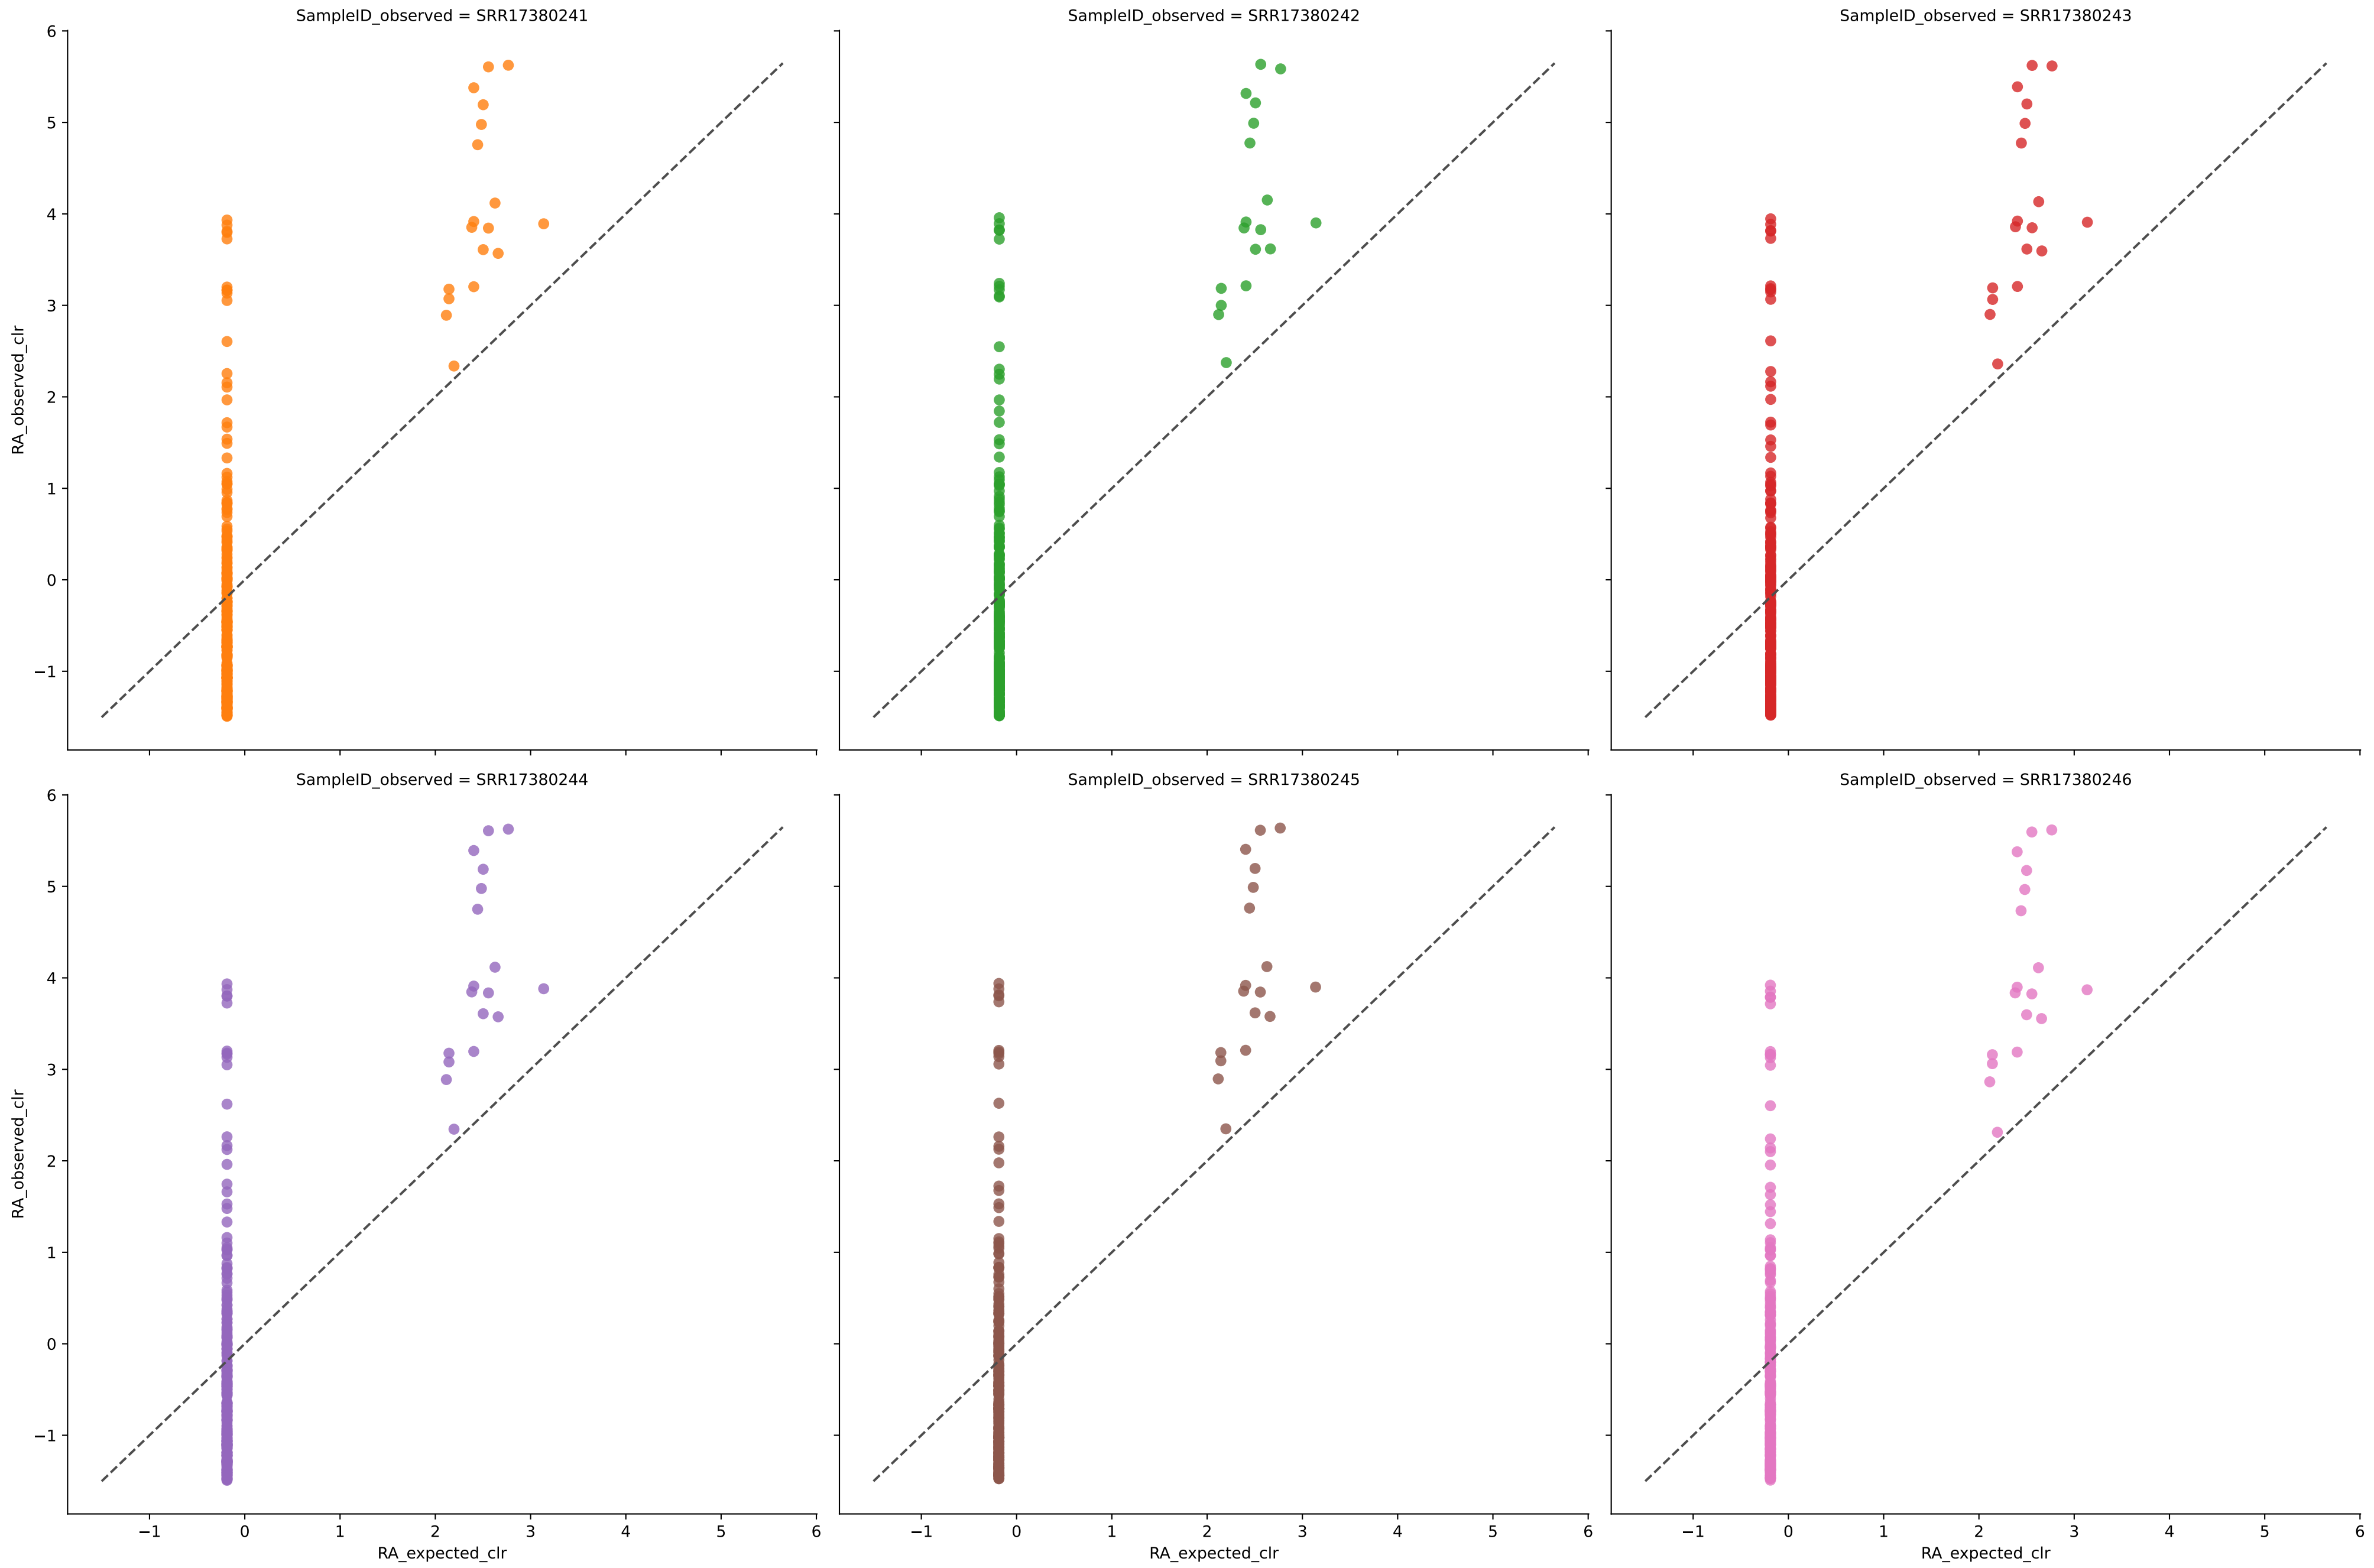 SampleID_observed = SRR17380241
SampleID_observed = SRR17380242
SampleID_observed = SRR17380243
6
5
4
3
2
1
0
−1
RA_observed_clr
SampleID_observed = SRR17380244
SampleID_observed = SRR17380245
SampleID_observed = SRR17380246
6
5
4
3
2
1
0
−1
RA_observed_clr
−1 0 1 2 3 4 5 6
−1 0 1 2 3 4 5 6
−1 0 1 2 3 4 5 6
RA_expected_clr
RA_expected_clr
RA_expected_clr